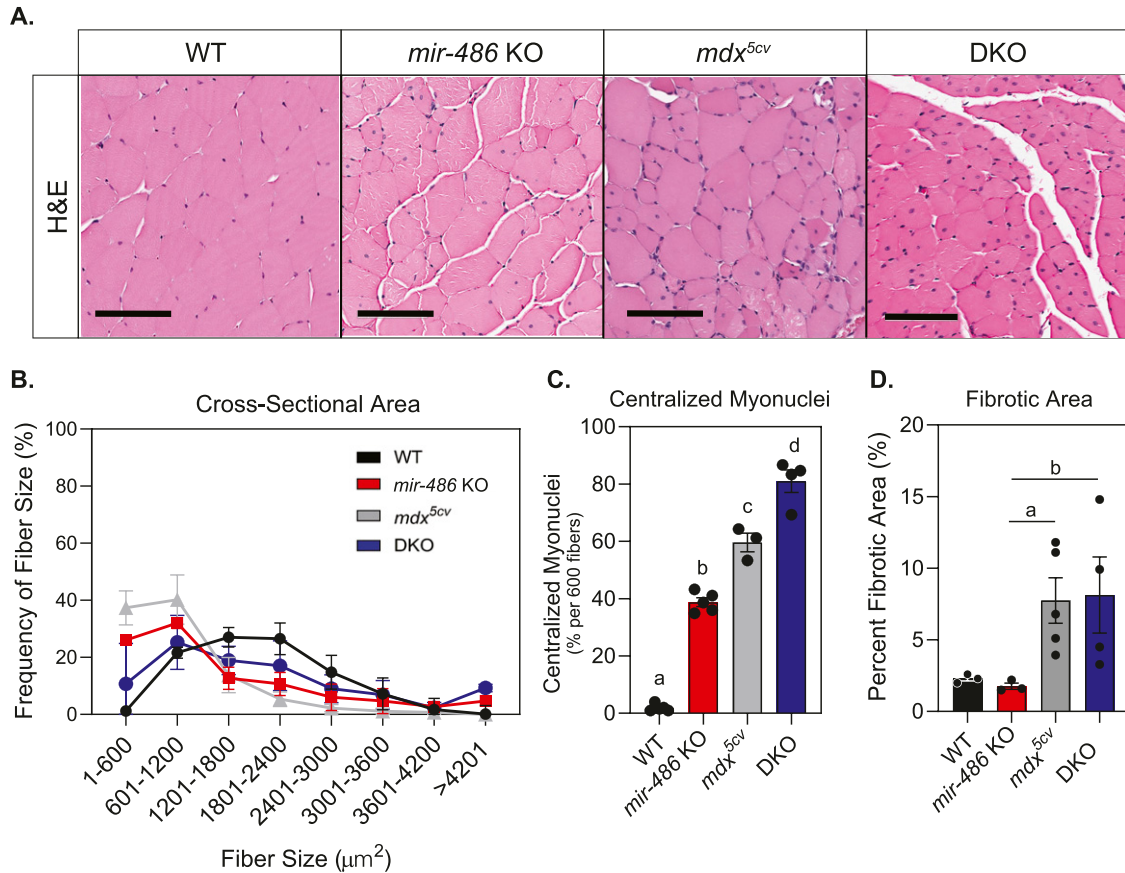 A.
WT
mir-486 KO
mdx5cv
DKO
H&E
B.
Cross-Sectional Area
Frequency of Fiber Size (%)
100
80
60
40
20
0
WT
mir-486 KO
mdx5cv
DKO
1-600
601-1200
1201-1800
1801-2400
2401-3000
3001-3600
3601-4200
>4201
Fiber Size (μm²)
C.
Centralized Myonuclei
Centralized Myonuclei
(% per 600 fibers)
100
80
60
40
20
0
a
b
c
d
WT
mir-486 KO
mdx5cv
DKO
D.
Fibrotic Area
Percent Fibrotic Area (%)
20
15
10
5
0
b
a
WT
mir-486 KO
mdx5cv
DKO